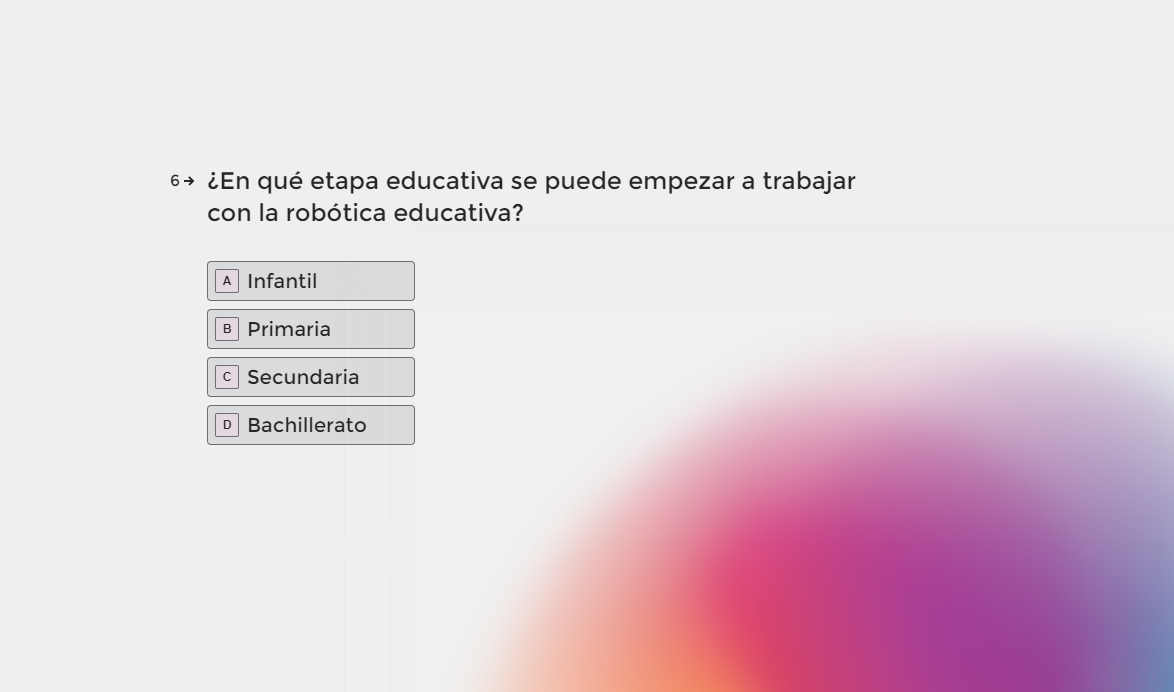 6→ ¿En qué etapa educativa se puede empezar a trabajar
con la robótica educativa?
A Infantil
B Primaria
C Secundaria
D Bachillerato